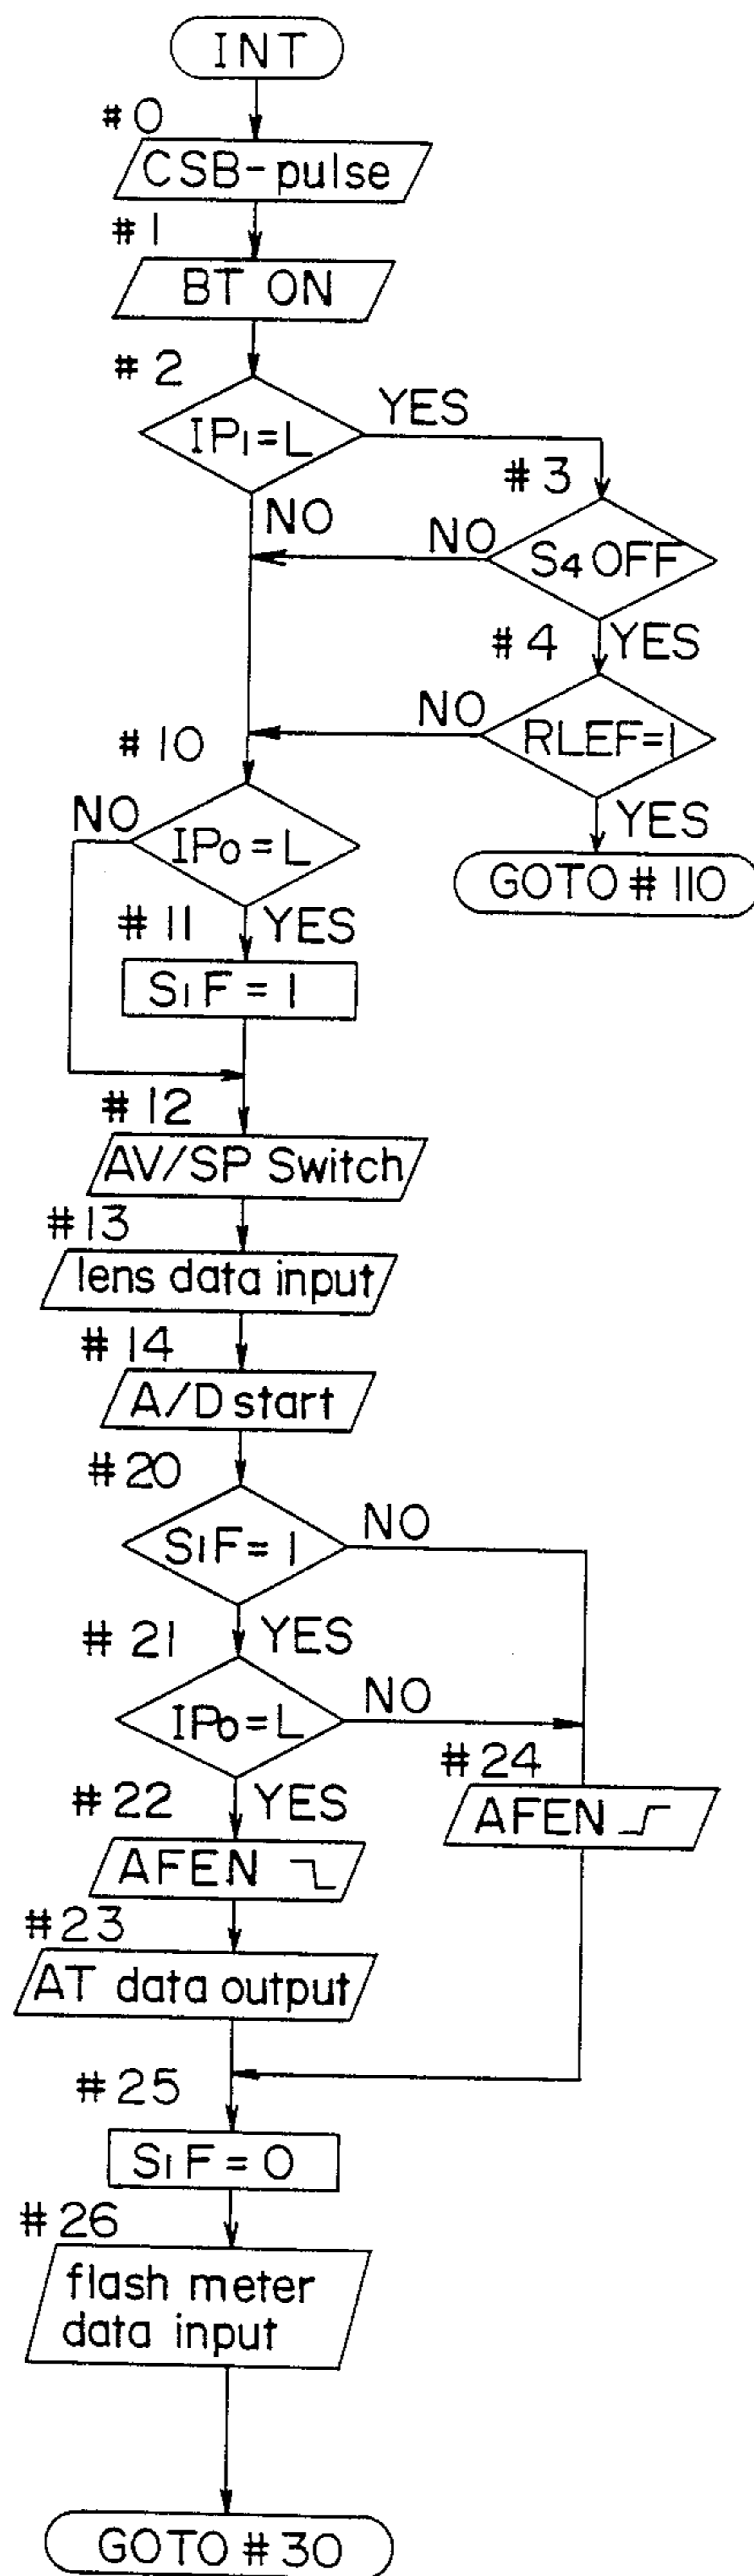 INT
#0
CSB-pulse
#1
BT ON
#2
IP1=L
YES
#3
NO
NO
S4 OFF
#4
YES
NO
RLEF=1
#10
NO
YES
IP0=L
GOTO #110
#11
YES
S1F=1
#12
AV/SP Switch
#13
lens data input
#14
A/D start
#20
S1F=1
NO
#21
YES
IP0=L
NO
#24
#22
YES
AFEN
AFEN
#23
AT data output
#25
S1F=0
#26
flash meter
data input
GOTO #30